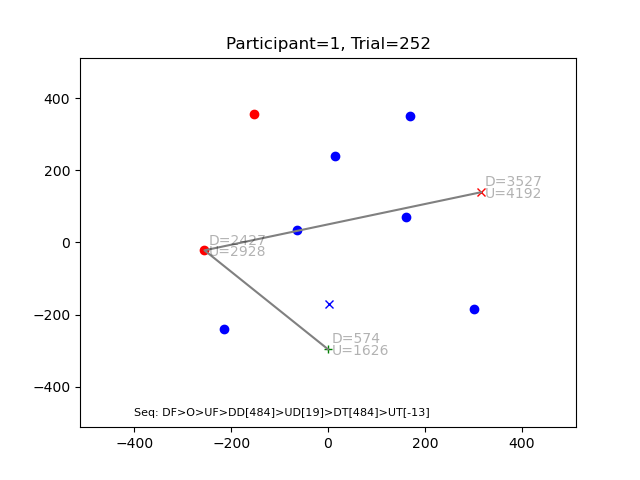 Participant=1, Trial=252
400
200
0
−200
−400
D=3527
U=4192
D=2427
U=2928
D=574
U=1626
Seq: DF>O>UF>DD[484]>UD[19]>DT[484]>UT[-13]
−400 −200 0 200 400